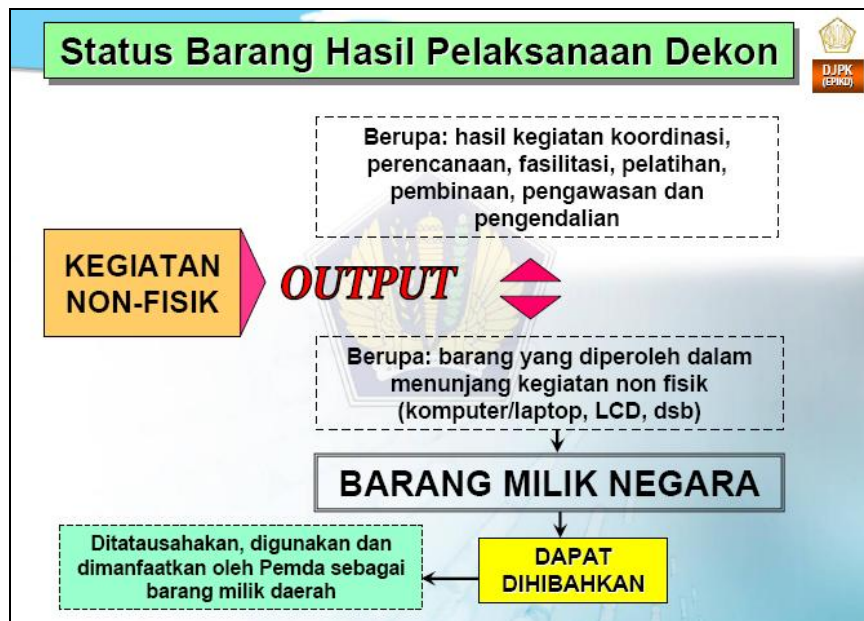 Status Barang Hasil Pelaksanaan Dekon
DJPK
(EPIKD)
Berupa: hasil kegiatan koordinasi,
perencanaan, fasilitasi, pelatihan,
pembinaan, pengawasan dan
pengendalian
KEGIATAN
NON-FISIK
OUTPUT
Berupa: barang yang diperoleh dalam
menunjang kegiatan non fisik
(komputer/laptop, LCD, dsb)
BARANG MILIK NEGARA
Ditatausahakan, digunakan dan
dimanfaatkan oleh Pemda sebagai
barang milik daerah
DAPAT
DIHIBAHKAN